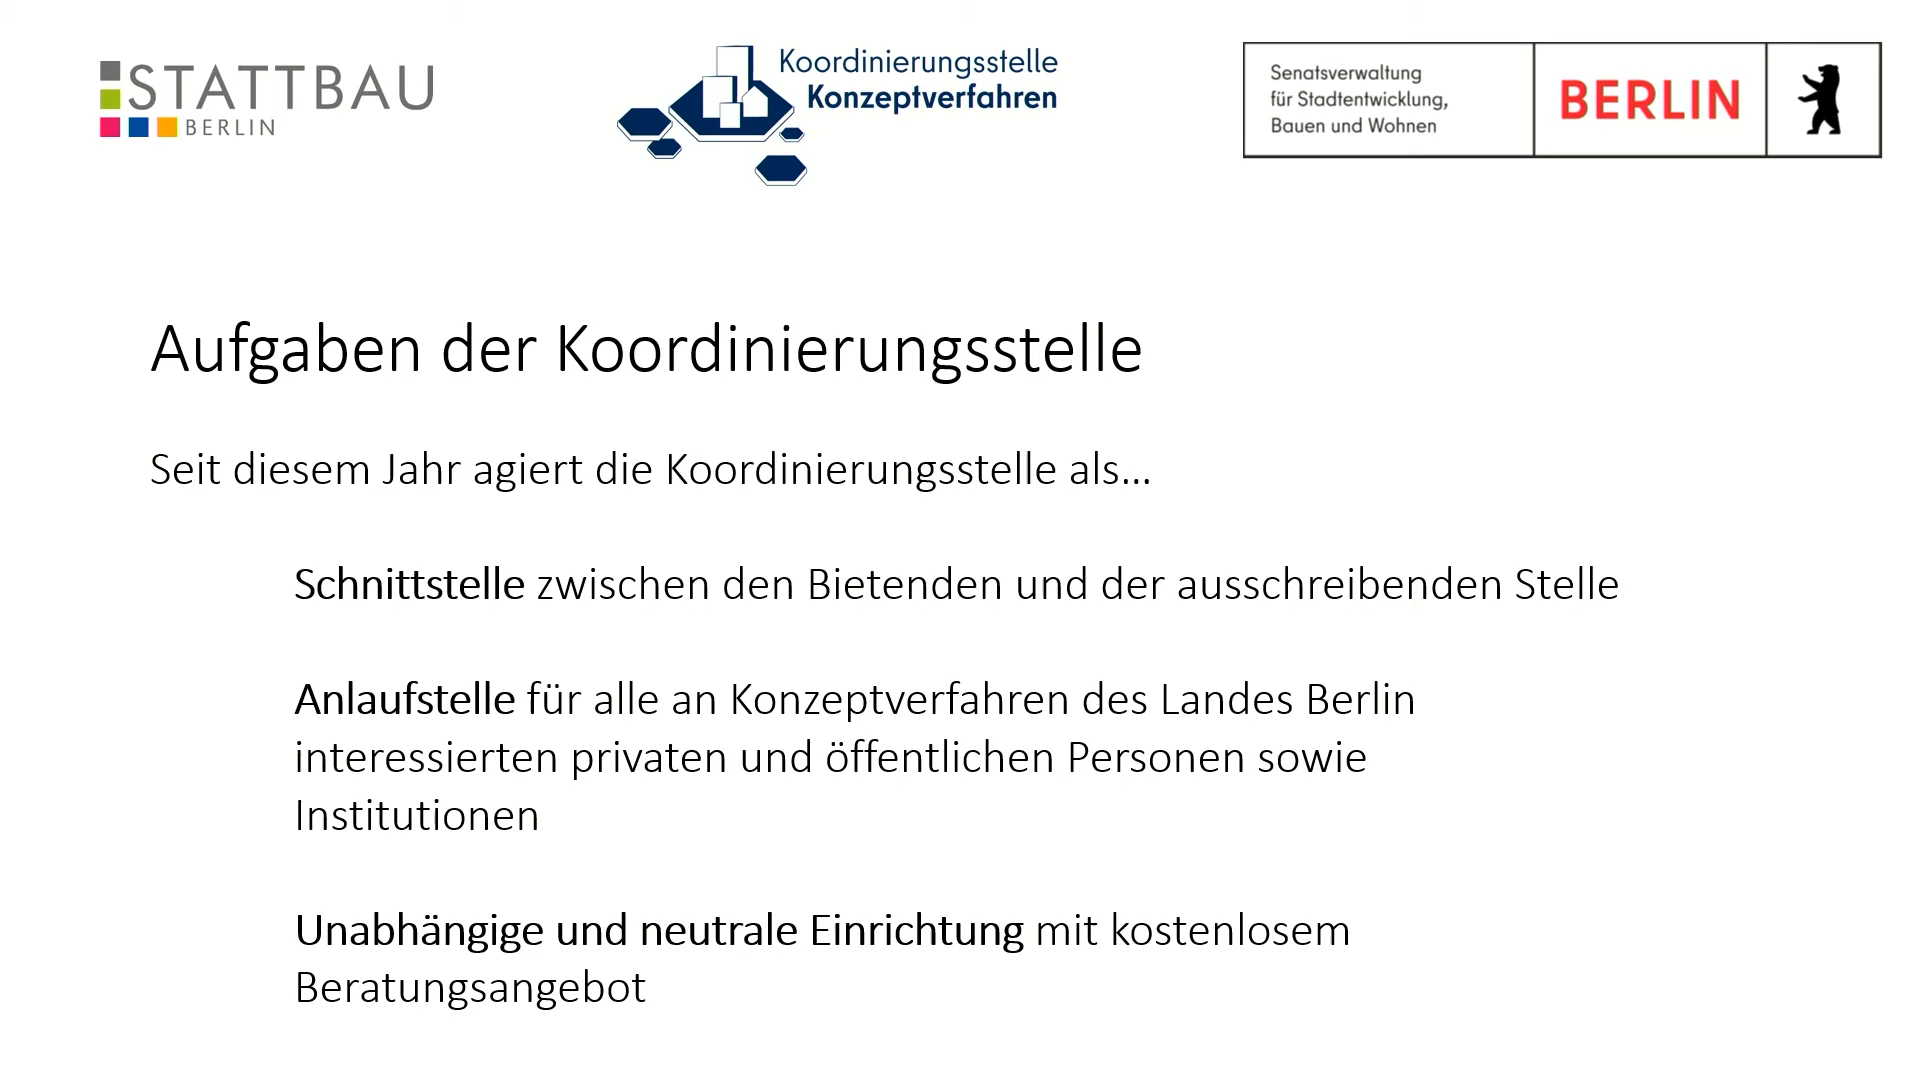 STATTBAU
BERLIN
Koordinierungsstelle
Konzeptverfahren
Senatsverwaltung
für Stadtentwicklung,
Bauen und Wohnen
BERLIN
Aufgaben der Koordinierungsstelle
Seit diesem Jahr agiert die Koordinierungsstelle als...
Schnittstelle zwischen den Bietenden und der ausschreibenden Stelle
Anlaufstelle für alle an Konzeptverfahren des Landes Berlin
interessierten privaten und öffentlichen Personen sowie
Institutionen
Unabhängige und neutrale Einrichtung mit kostenlosem
Beratungsangebot